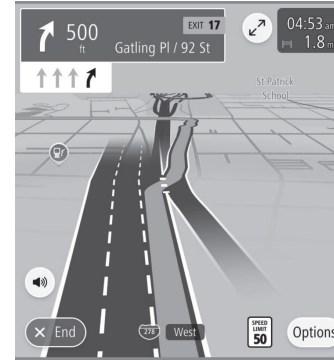 500
ft
EXIT 17
Gatling Pl / 92 St
04:53 am
1.8 m
St Patrick
School
× End
278
West
SPEED
LIMIT
50
Options